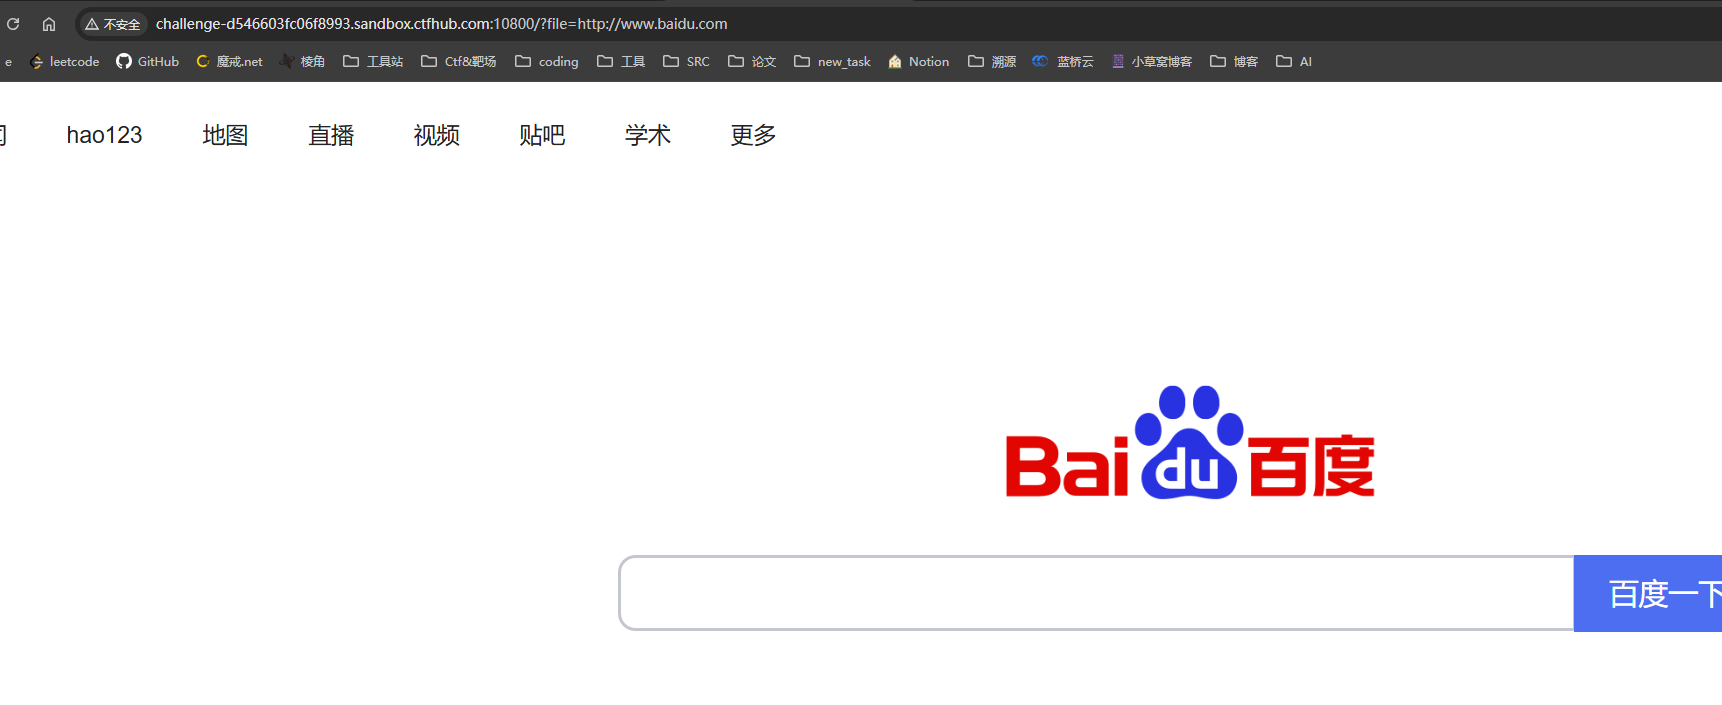 不安全 challenge-d546603fc06f8993.sandbox.ctfhub.com:10800/?file=http://www.baidu.com
e leetcode GitHub 魔戒.net 棱角 工具站 Ctf&靶场 coding 工具 SRC 论文 new_task Notion 溯源 蓝桥云 小草窝博客 博客 AI
hao123 地图 直播 视频 贴吧 学术 更多
Bai du 百度
百度一下